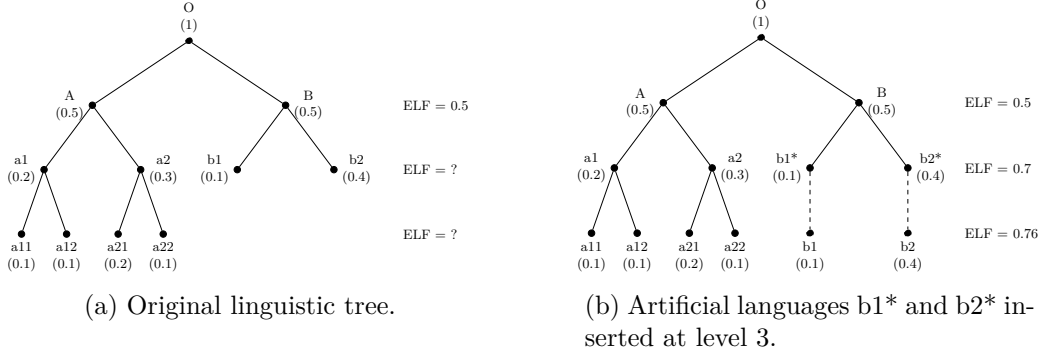 O
(1)
A
(0.5)
B
(0.5)
ELF = 0.5
a1
(0.2)
a2
(0.3)
b1
(0.1)
b2
(0.4)
ELF = ?
a11
(0.1)
a12
(0.1)
a21
(0.2)
a22
(0.1)
ELF = ?
(a) Original linguistic tree.
O
(1)
A
(0.5)
B
(0.5)
ELF = 0.5
a1
(0.2)
a2
(0.3)
b1*
(0.1)
b2*
(0.4)
ELF = 0.7
a11
(0.1)
a12
(0.1)
a21
(0.2)
a22
(0.1)
b1
(0.1)
b2
(0.4)
ELF = 0.76
(b) Artificial languages b1* and b2* in-
serted at level 3.